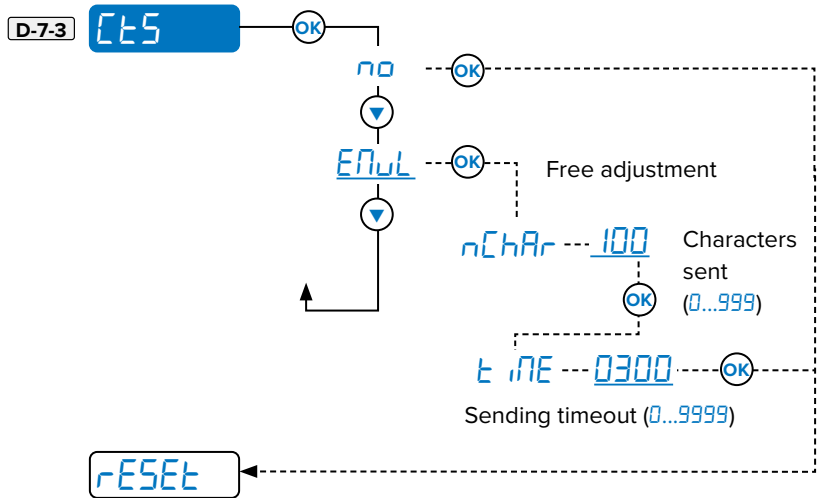 D-7-3 CtS OK
no OK
▼
EMuL OK Free adjustment
▼
nChAr 100 Characters
sent
OK (0...999)
t iME 0300 OK
Sending timeout (0...9999)
rESEt